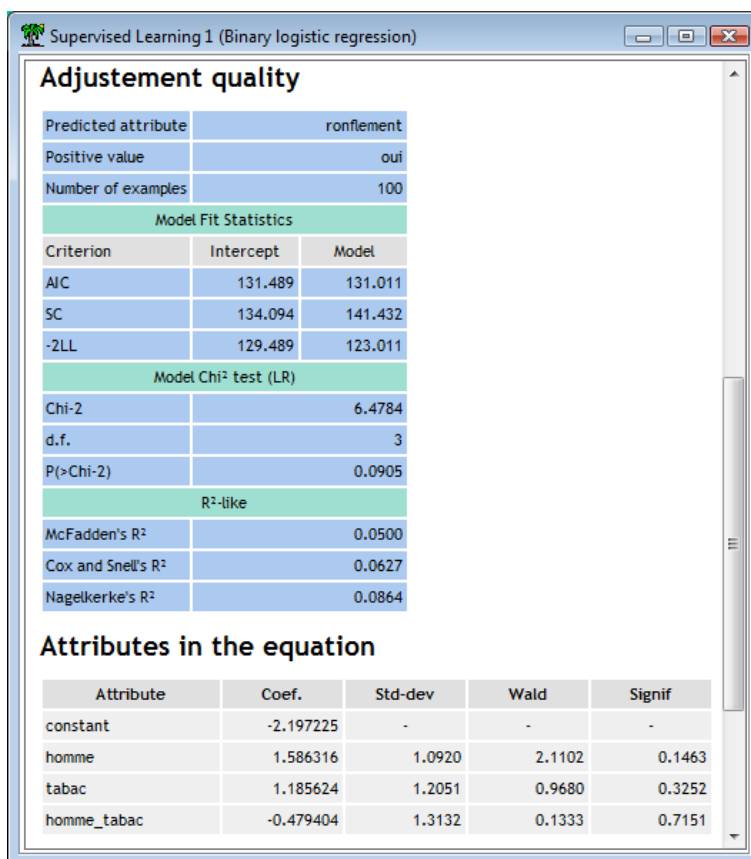 Supervised Learning 1 (Binary logistic regression)
Adjustement quality
Predicted attribute ronflement
Positive value oui
Number of examples 100
Model Fit Statistics
Criterion Intercept Model
AIC 131.489 131.011
SC 134.094 141.432
-2LL 129.489 123.011
Model Chi² test (LR)
Chi-2 6.4784
d.f. 3
P(>Chi-2) 0.0905
R²-like
McFadden's R² 0.0500
Cox and Snell's R² 0.0627
Nagelkerke's R² 0.0864
Attributes in the equation
Attribute Coef. Std-dev Wald Signif
constant -2.197225 - - -
homme 1.586316 1.0920 2.1102 0.1463
tabac 1.185624 1.2051 0.9680 0.3252
homme_tabac -0.479404 1.3132 0.1333 0.7151